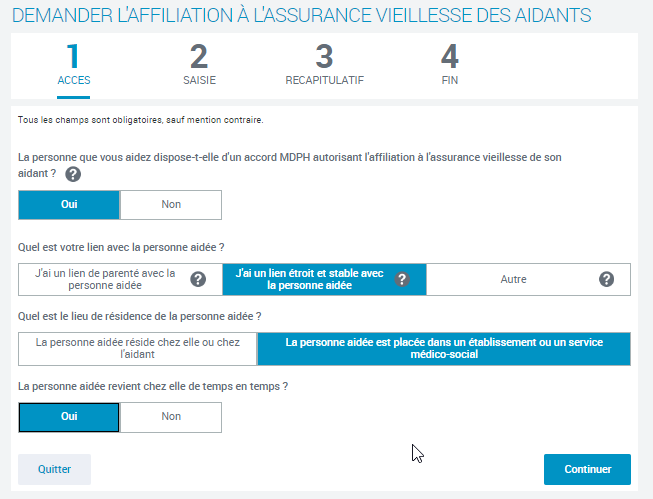 DEMANDER L'AFFILIATION À L'ASSURANCE VIEILLESSE DES AIDANTS
1 2 3 4
ACCES SAISIE RECAPITULATIF FIN
Tous les champs sont obligatoires, sauf mention contraire.
La personne que vous aidez dispose-t-elle d'un accord MDPH autorisant l'affiliation à l'assurance vieillesse de son
aidant ? ?
Oui Non
Quel est votre lien avec la personne aidée ?
J'ai un lien de parenté avec la
personne aidée ?
J'ai un lien étroit et stable avec
la personne aidée ?
Autre ?
Quel est le lieu de résidence de la personne aidée ?
La personne aidée réside chez elle ou chez
l'aidant
La personne aidée est placée dans un établissement ou un service
médico-social
La personne aidée revient chez elle de temps en temps ?
Oui Non
Quitter Continuer